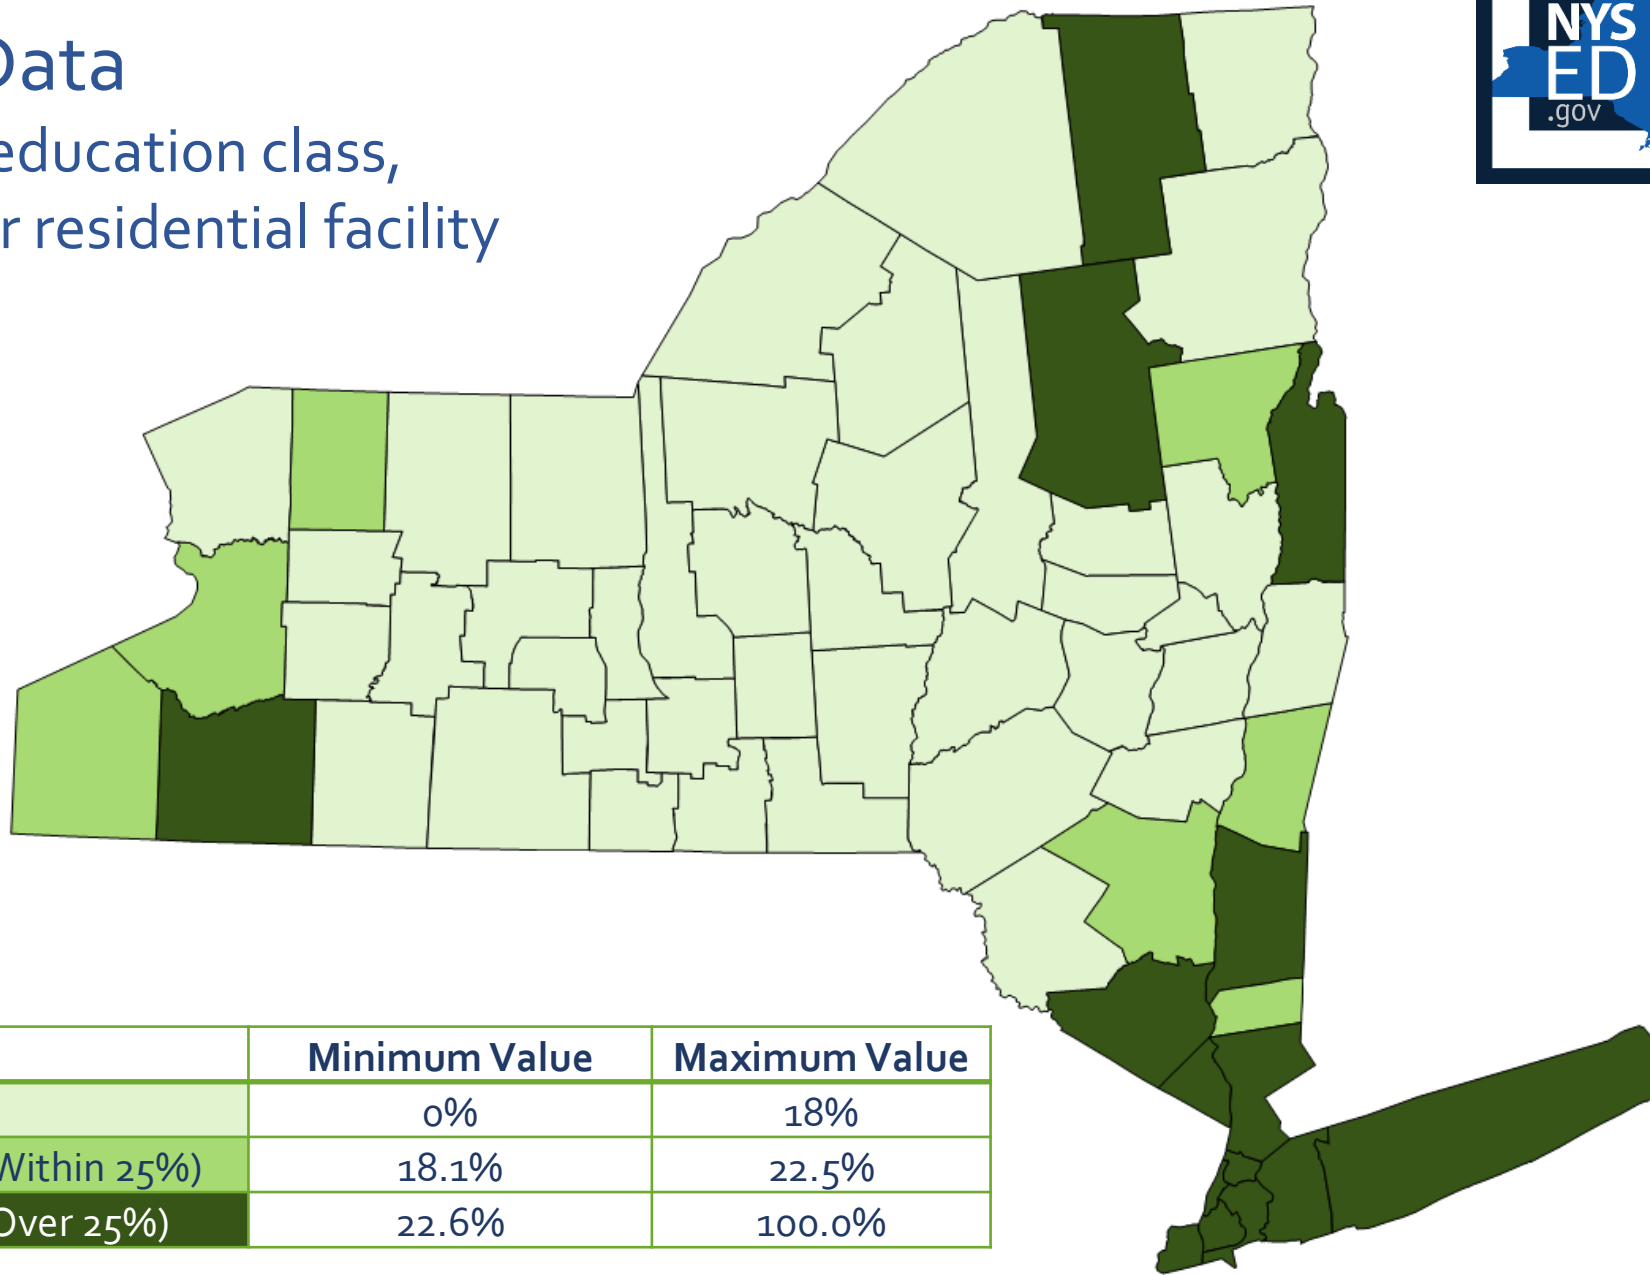 Data
education class,
r residential facility
NYS
ED
.gov
Minimum Value Maximum Value
0% 18%
Within 25%) 18.1% 22.5%
Over 25%) 22.6% 100.0%